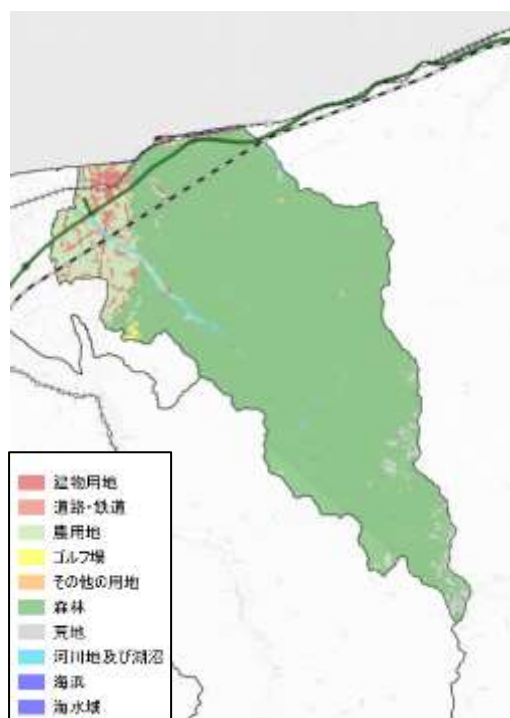 建物用地
道路・鉄道
農用地
ゴルフ場
その他の用地
森林
荒地
河川地及び湖沼
海浜
海水域